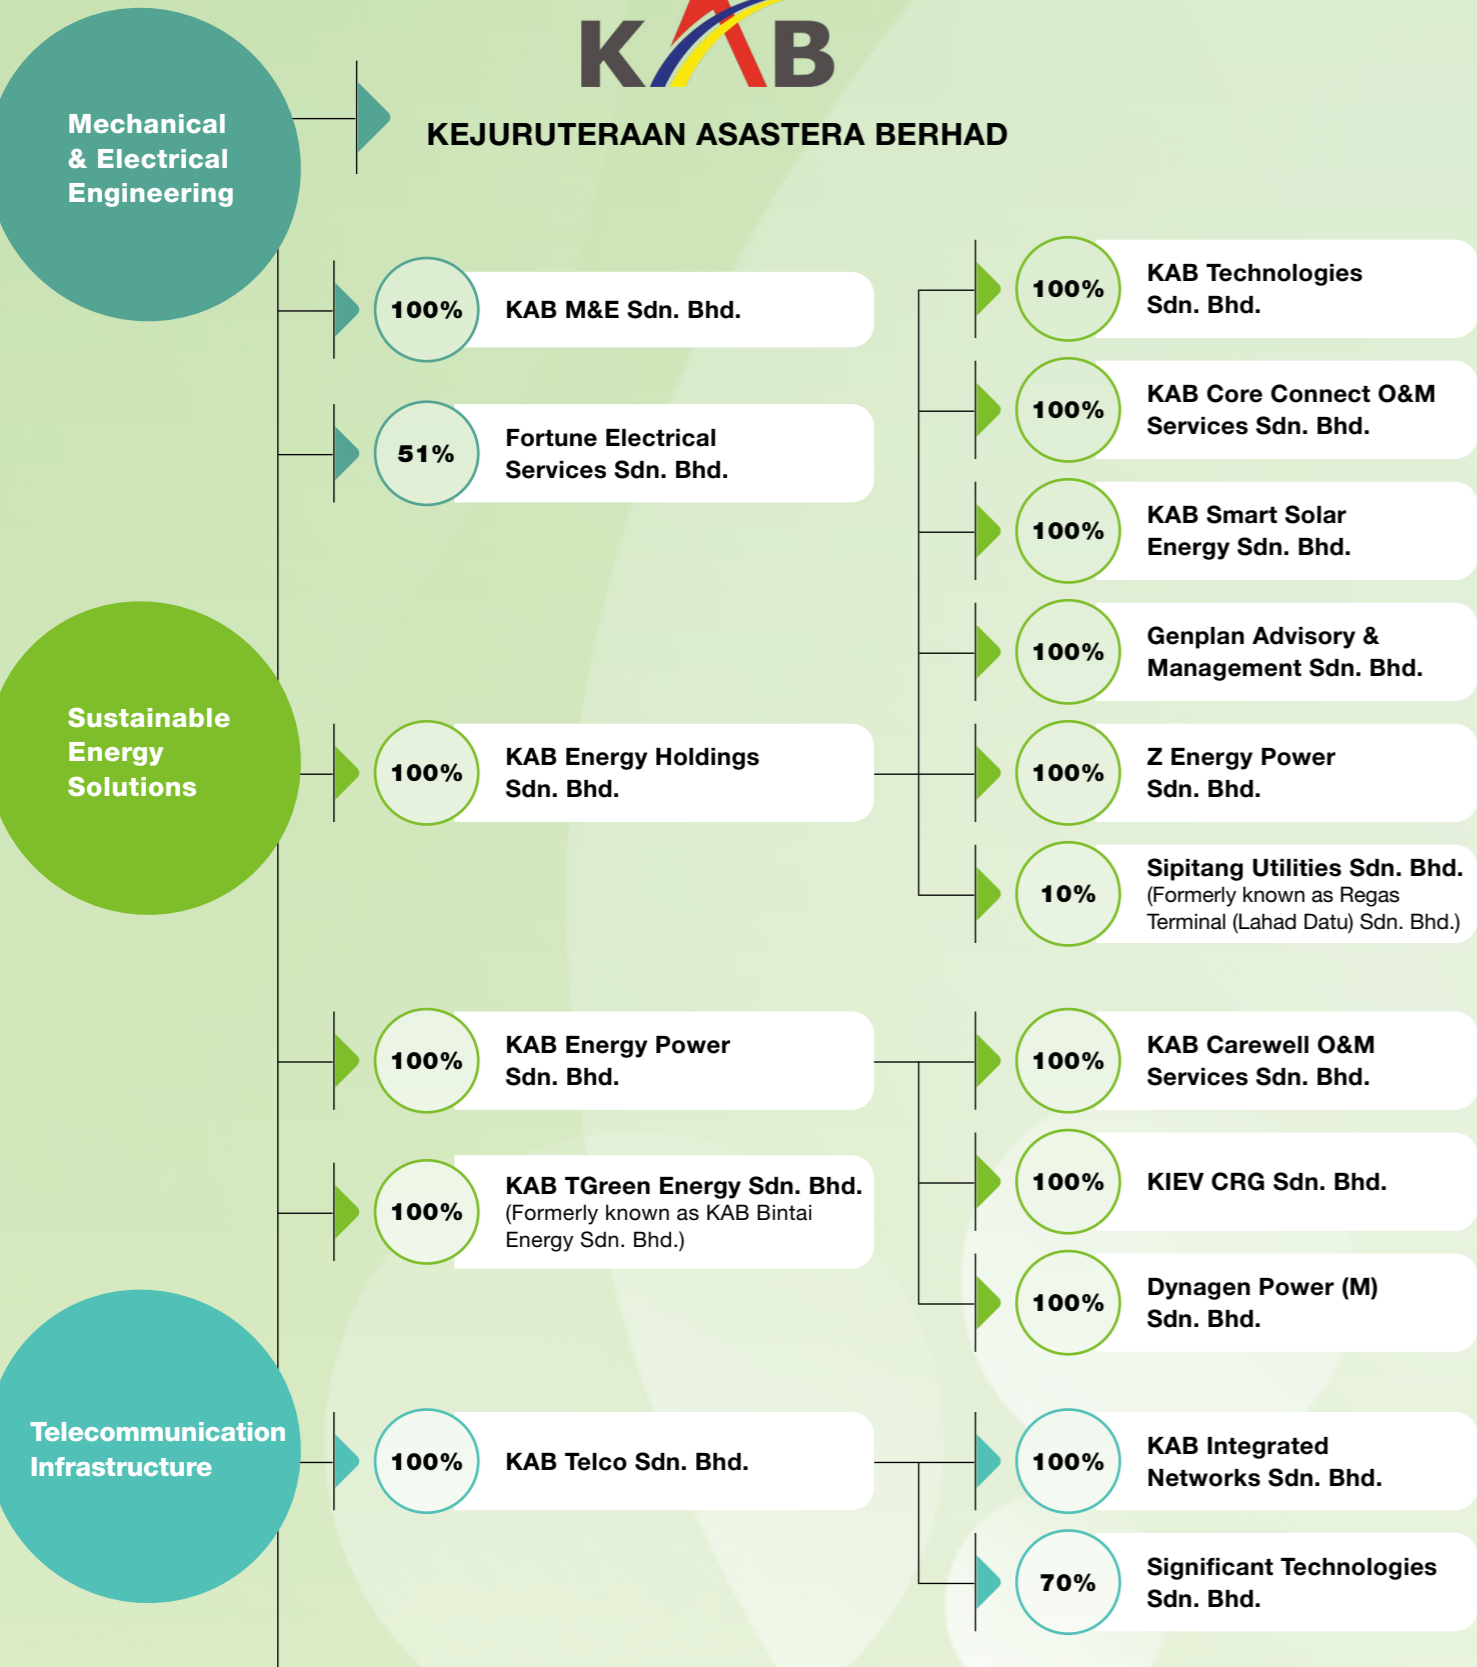 KAB
KEJURUTERAAN ASASTERA BERHAD
Mechanical
& Electrical
Engineering
100%
KAB M&E Sdn. Bhd.
51%
Fortune Electrical
Services Sdn. Bhd.
Sustainable
Energy
Solutions
100%
KAB Energy Holdings
Sdn. Bhd.
100%
KAB Technologies
Sdn. Bhd.
100%
KAB Core Connect O&M
Services Sdn. Bhd.
100%
KAB Smart Solar
Energy Sdn. Bhd.
100%
Genplan Advisory &
Management Sdn. Bhd.
100%
Z Energy Power
Sdn. Bhd.
10%
Sipitang Utilities Sdn. Bhd.
(Formerly known as Regas
Terminal (Lahad Datu) Sdn. Bhd.)
100%
KAB Energy Power
Sdn. Bhd.
100%
KAB Carewell O&M
Services Sdn. Bhd.
100%
KIEV CRG Sdn. Bhd.
100%
Dynagen Power (M)
Sdn. Bhd.
100%
KAB TGreen Energy Sdn. Bhd.
(Formerly known as KAB Bintai
Energy Sdn. Bhd.)
Telecommunication
Infrastructure
100%
KAB Telco Sdn. Bhd.
100%
KAB Integrated
Networks Sdn. Bhd.
70%
Significant Technologies
Sdn. Bhd.